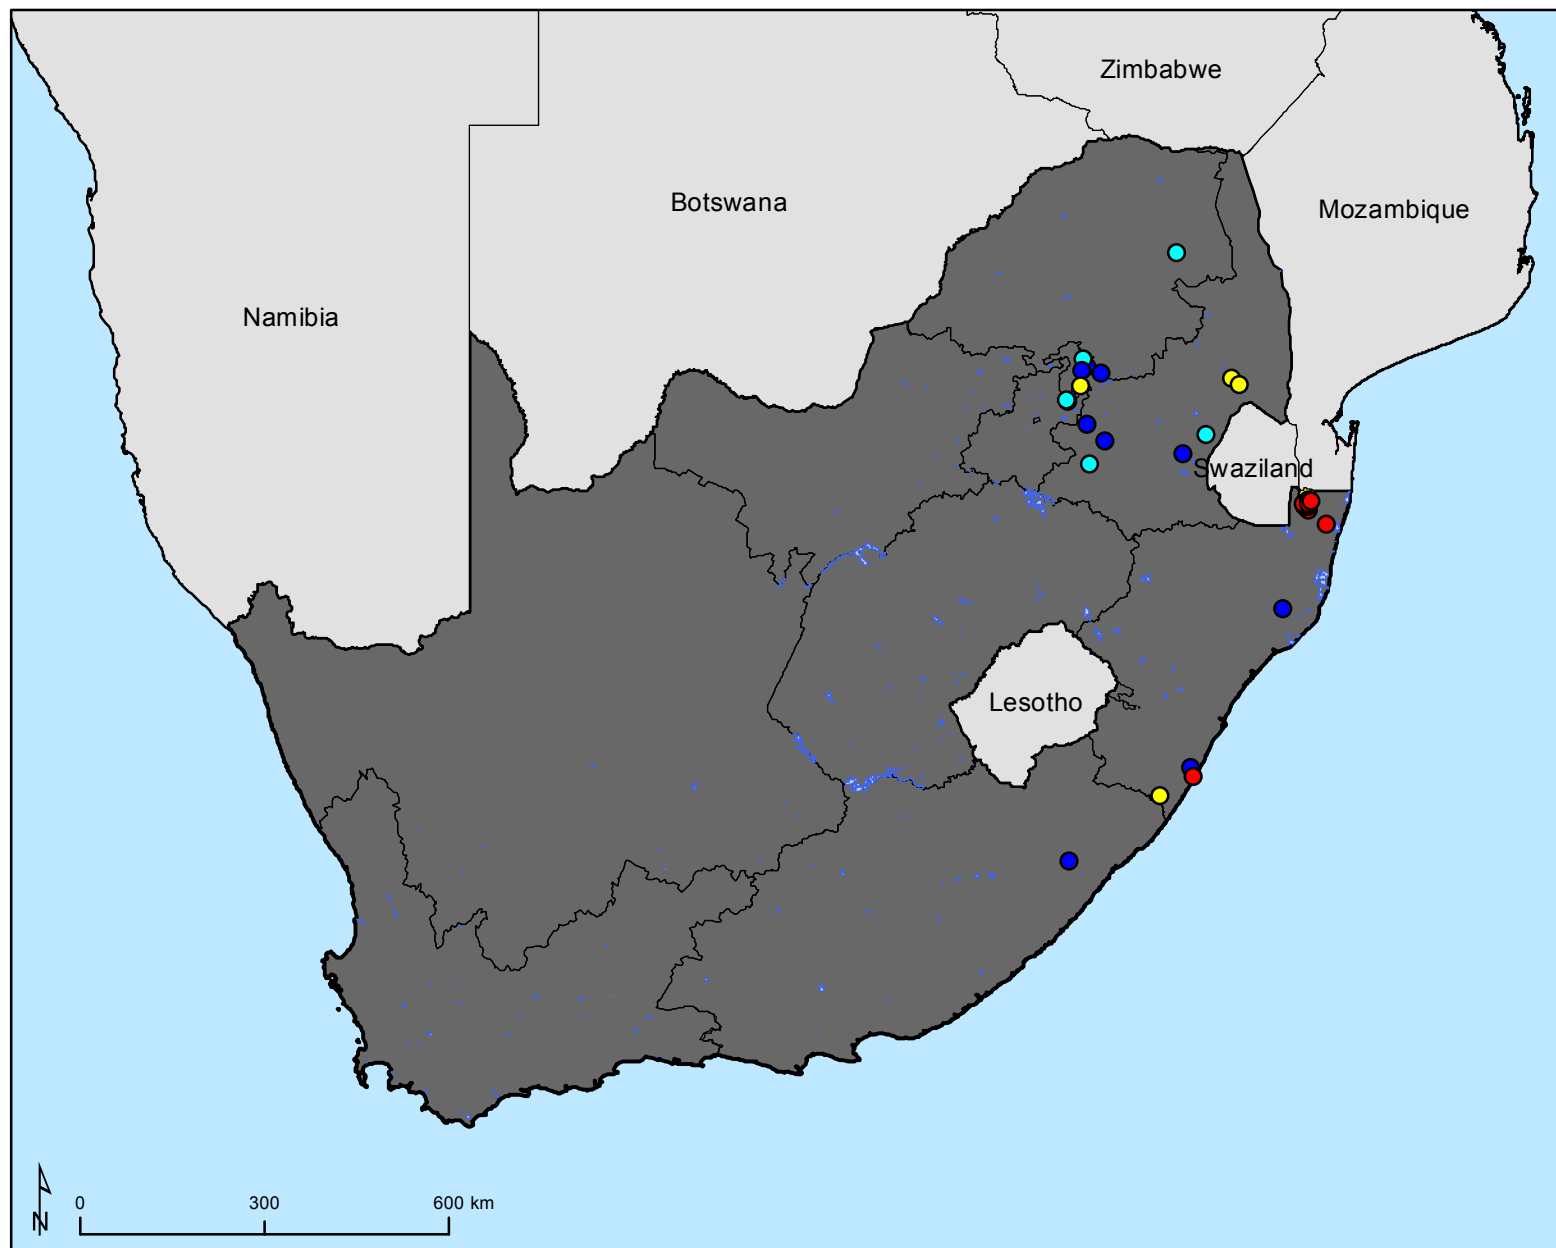 Zimbabwe
Botswana
Mozambique
Namibia
Swaziland
Lesotho
N
0 300 600 km